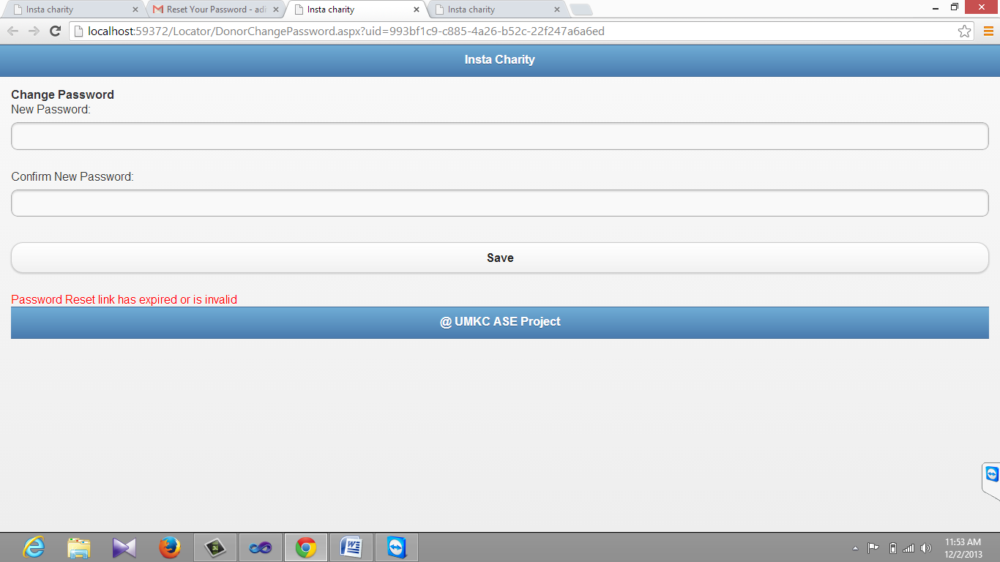 Insta charity
Reset Your Password - adi
Insta charity
Insta charity
localhost:59372/Locator/DonorChangePassword.aspx?uid=993bf1c9-c885-4a26-b52c-22f247a6a6ed
Insta Charity
Change Password
New Password:
Confirm New Password:
Save
Password Reset link has expired or is invalid
@ UMKC ASE Project
11:53 AM
12/2/2013